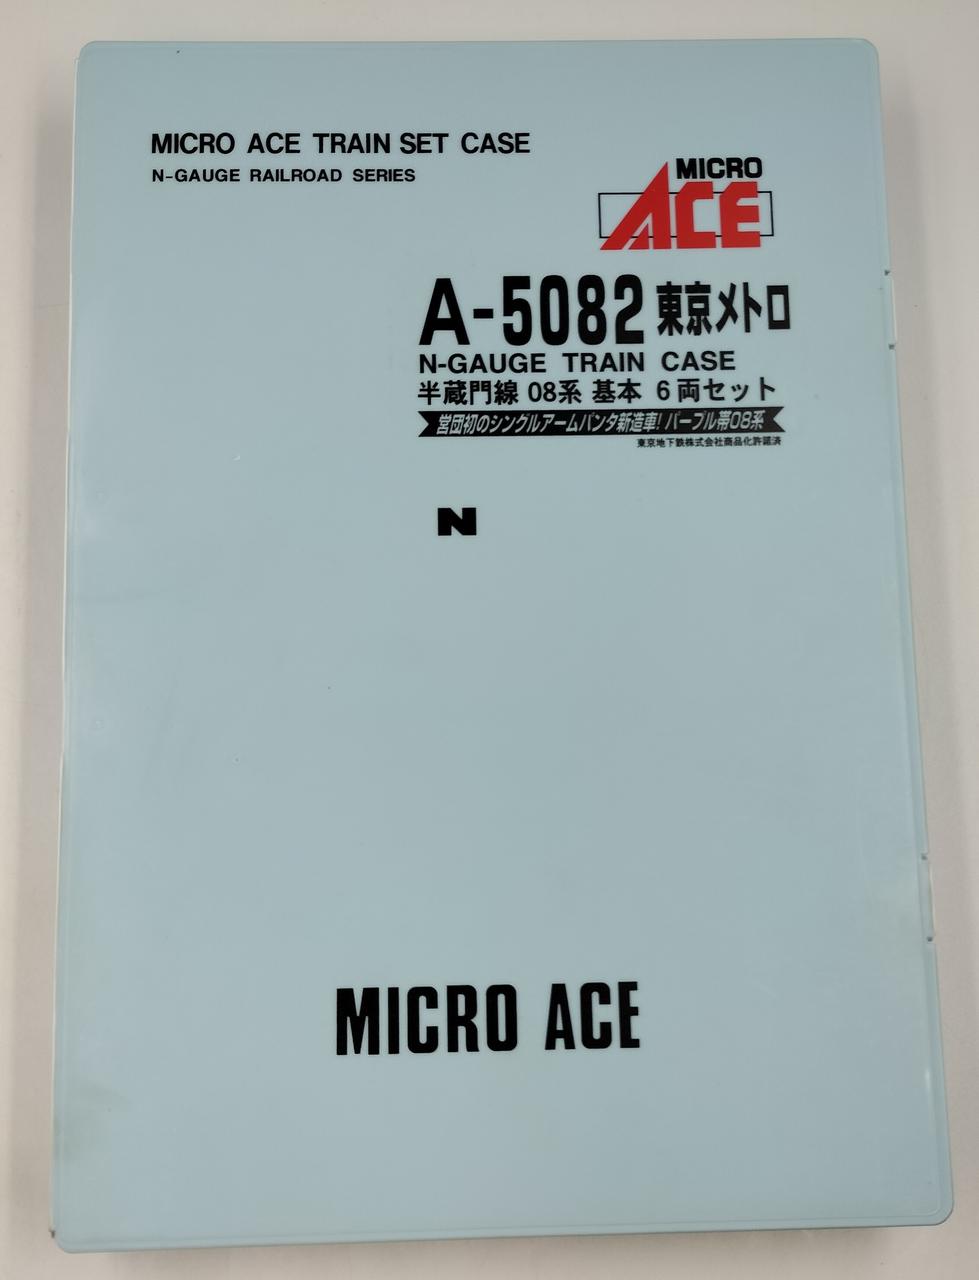 MICRO ACE TRAIN SET CASE
N-GAUGE RAILROAD SERIES
MICRO
ACE
A-5082 東京メトロ
N-GAUGE TRAIN CASE
半蔵門線 08系 基本 6両セット
営団初のシングルアームパンタ新造車! パープル帯08系
東京地下鉄株式会社商品化許諾済
N
MICRO ACE